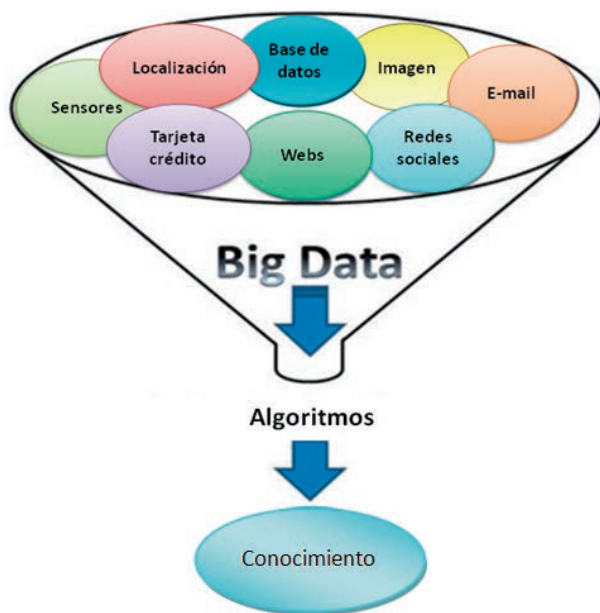 Localización
Base de
datos
Imagen
E-mail
Sensores
Tarjeta
crédito
Webs
Redes
sociales
Big Data
Algoritmos
Conocimiento